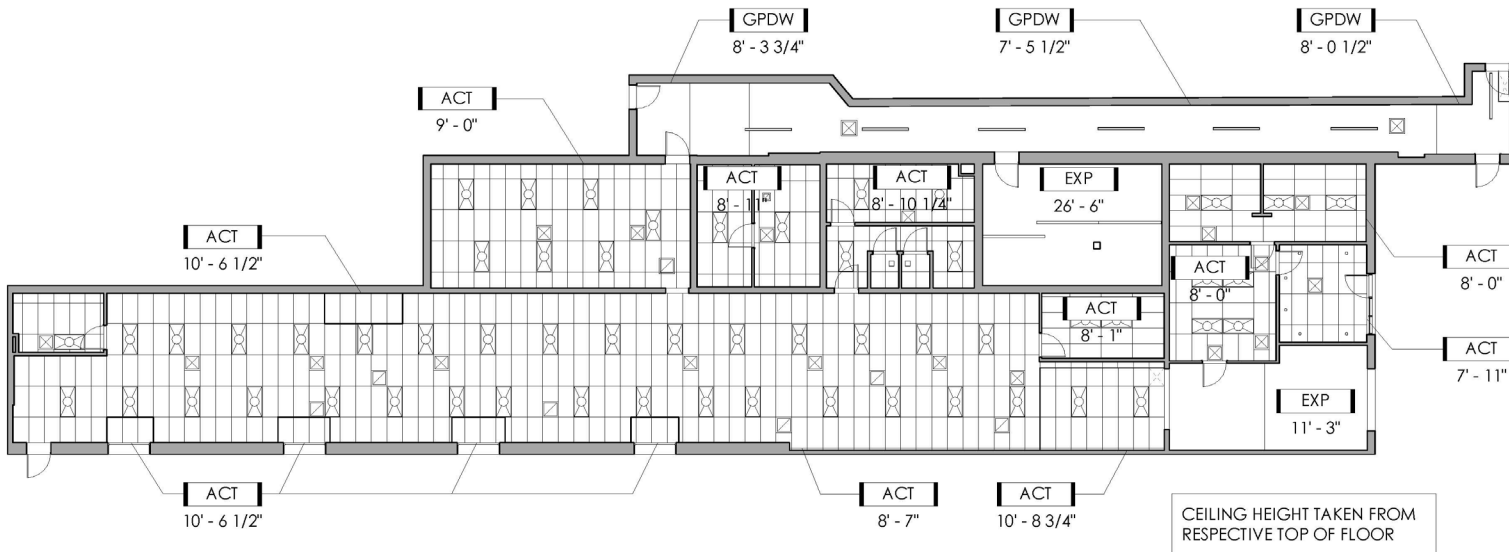 GPDW
8' - 3 3/4"
GPDW
7' - 5 1/2"
GPDW
8' - 0 1/2"
ACT
9' - 0"
ACT
8' - 11"
ACT
8' - 10 1/4"
EXP
26' - 6"
ACT
10' - 6 1/2"
ACT
8' - 0"
ACT
8' - 0"
ACT
8' - 1"
ACT
7' - 11"
EXP
11' - 3"
ACT
10' - 6 1/2"
ACT
8' - 7"
ACT
10' - 8 3/4"
CEILING HEIGHT TAKEN FROM
RESPECTIVE TOP OF FLOOR